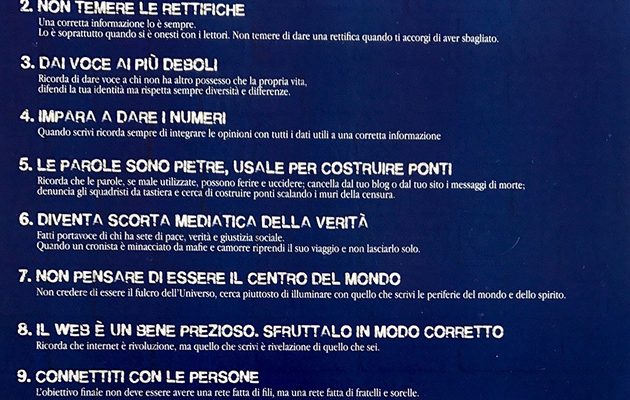 2. NON TEMERE LE RETTIFICHE
Una corretta informazione lo è sempre.
Lo è soprattutto quando si è onesti con i lettori. Non temere di dare una rettifica quando ti accorgi di aver sbagliato.
3. DAI VOCE AI PIÙ DEBOLI
Ricorda di dare voce a chi non ha altro possesso che la propria vita,
difendi la tua identità ma rispetta sempre diversità e differenze.
4. IMPARA A DARE I NUMERI
Quando scrivi ricorda sempre di integrare le opinioni con tutti i dati utili a una corretta informazione
5. LE PAROLE SONO PIETRE, USALE PER COSTRUIRE PONTI
Ricorda che le parole, se male utilizzate, possono ferire e uccidere; cancella dal tuo blog o dal tuo sito i messaggi di morte;
denuncia gli squadristi da tastiera e cerca di costruire ponti scalando i muri della censura.
6. DIVENTA SCORTA MEDIATICA DELLA VERITÀ
Fatti portavoce di chi ha sete di pace, verità e giustizia sociale.
Quando un cronista è minacciato da mafie e camorre riprendi il suo viaggio e non lasciarlo solo.
7. NON PENSARE DI ESSERE IL CENTRO DEL MONDO
Non credere di essere il fulcro dell'Universo, cerca piuttosto di illuminare con quello che scrivi le periferie del mondo e dello spirito.
8. IL WEB È UN BENE PREZIOSO. SFRUTTALO IN MODO CORRETTO
Ricorda che internet è rivoluzione, ma quello che scrivi è rivelazione di quello che sei.
9. CONNETTITI CON LE PERSONE
L'obiettivo finale non deve essere avere una rete fatta di fili, ma una rete fatta di fratelli e sorelle.